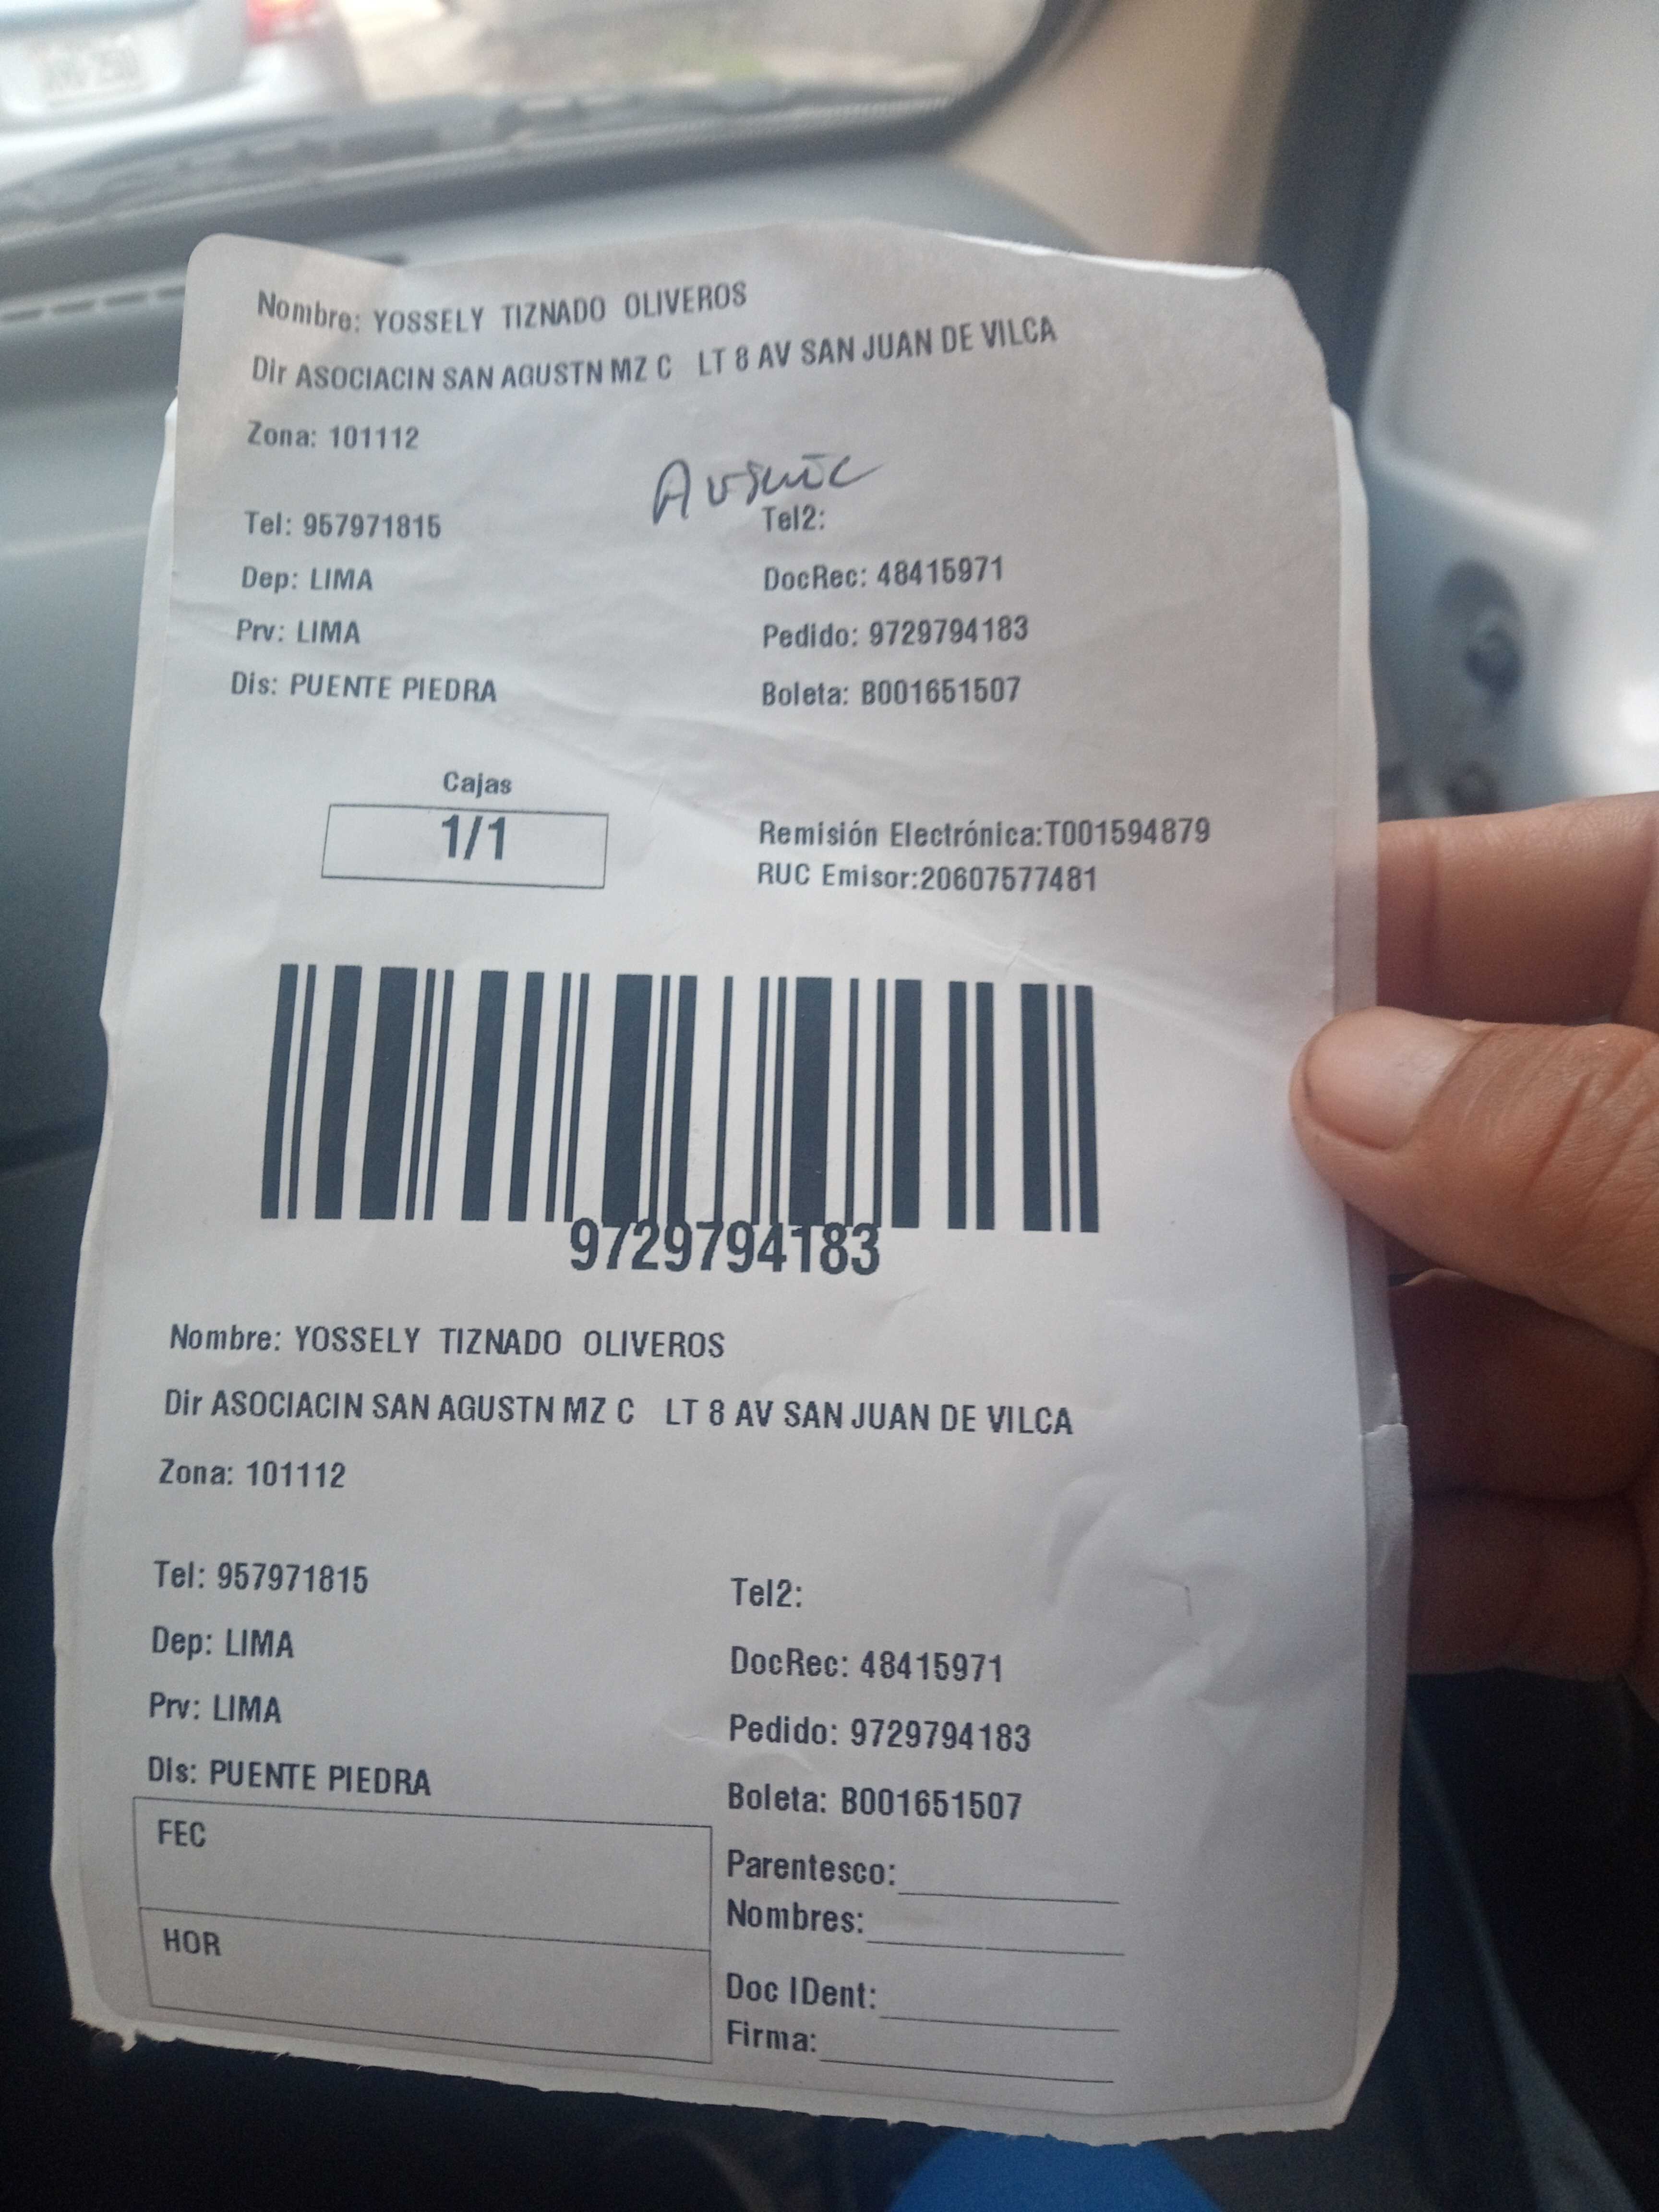 Nombre: YOSSELY TIZNADO OLIVEROS
Dir ASOCIACIN SAN AGUSTN MZ C LT 8 AV SAN JUAN DE VILCA
Zona: 101112
Tel: 957971815 Tel2:
Dep: LIMA DocRec: 48415971
Prv: LIMA Pedido: 9729794183
Dis: PUENTE PIEDRA Boleta: B001651507
Cajas
1/1
Remisión Electrónica:T001594879
RUC Emisor:20607577481
9729794183
Nombre: YOSSELY TIZNADO OLIVEROS
Dir ASOCIACIN SAN AGUSTN MZ C LT 8 AV SAN JUAN DE VILCA
Zona: 101112
Tel: 957971815 Tel2:
Dep: LIMA DocRec: 48415971
Prv: LIMA Pedido: 9729794183
Dis: PUENTE PIEDRA Boleta: B001651507
FEC
HOR
Parentesco:
Nombres:
Doc IDent:
Firma: